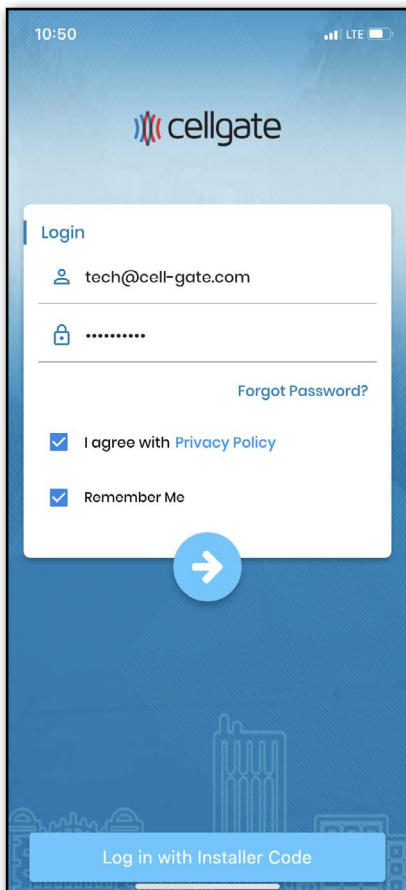 10:50 LTE
cellgate
Login
tech@cell-gate.com
••••••••••
Forgot Password?
I agree with Privacy Policy
Remember Me
Log in with Installer Code